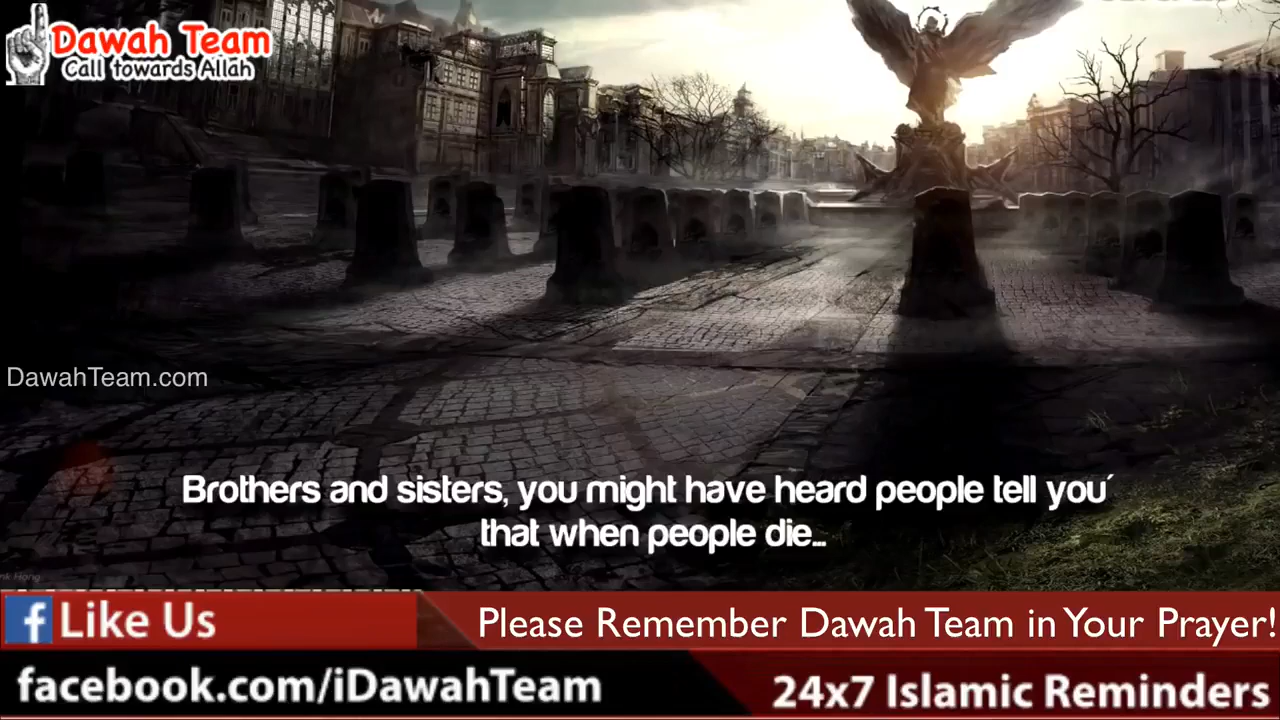 Dawah Team
Call towards Allah
DawahTeam.com
Brothers and sisters, you might have heard people tell you
that when people die...
Like Us
Please Remember Dawah Team in Your Prayer!
facebook.com/iDawahTeam
24x7 Islamic Reminders